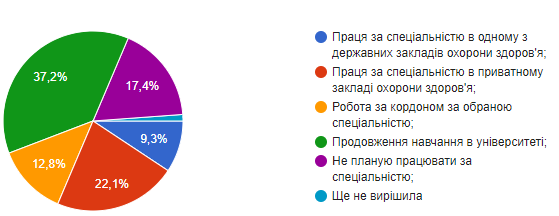 37,2%
17,4%
9,3%
22,1%
12,8%
Праця за спеціальністю в одному з
державних закладів охорони здоров'я;
Праця за спеціальністю в приватному
закладі охорони здоров'я;
Робота за кордоном за обраною
спеціальністю;
Продовження навчання в університеті;
Не планую працювати за
спеціальністю;
Ще не вирішила